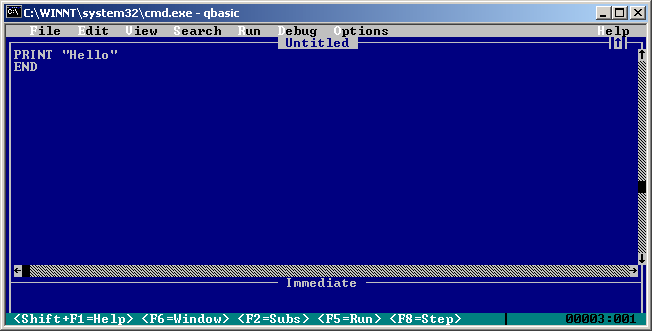 C:\WINNT\system32\cmd.exe - qbasic
File Edit View Search Run Debug Options Help
Untitled
PRINT "Hello"
END
Immediate
<Shift+F1=Help> <F6=Window> <F2=Subs> <F5=Run> <F8=Step> 00003:001